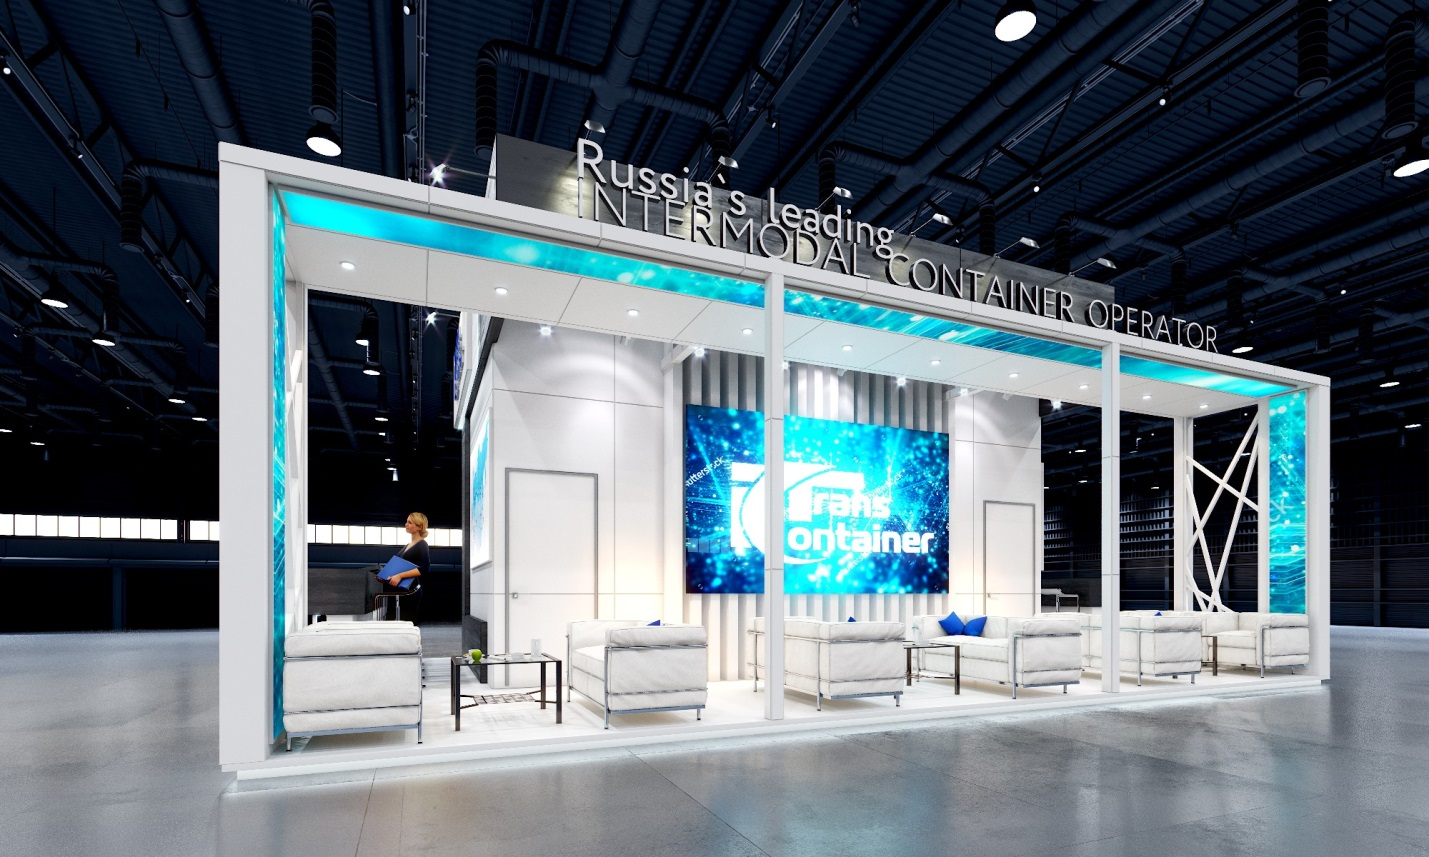 Russia`s leading
INTERMODAL CONTAINER OPERATOR
Trans
Container